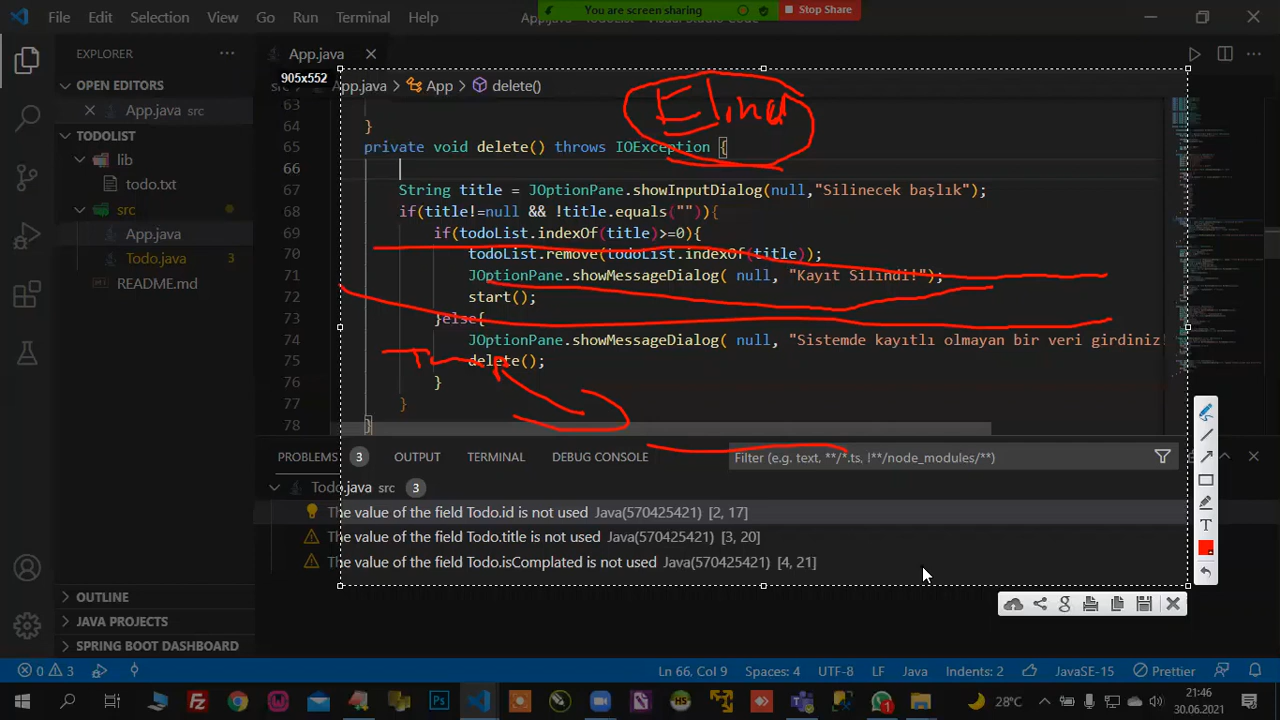 File Edit Selection View Go Run Terminal Help
You are screen sharing
Stop Share
EXPLORER
OPEN EDITORS
App.java src
TODOLIST
lib
todo.txt
src
App.java
Todo.java 3
README.md
OUTLINE
JAVA PROJECTS
SPRING BOOT DASHBOARD
App.java
905x552
App.java > App > delete()
Elina
63
64 }
65 private void delete() throws IOException {
66
67 String title = JOptionPane.showInputDialog(null,"Silinecek başlık");
68 if(title!=null && !title.equals("")){
69 if(todoList.indexOf(title)>=0){
70 todoList.remove(todoList.indexOf(title));
71 JOptionPane.showMessageDialog( null, "Kayıt Silindi!");
72 start();
73 }else{
74 JOptionPane.showMessageDialog( null, "Sistemde kayıtlı olmayan bir veri girdiniz!
75 delete();
76 }
77 }
78 }
PROBLEMS 3 OUTPUT TERMINAL DEBUG CONSOLE Filter (e.g. text, **/*.ts, !**/node_modules/**)
Todo.java src 3
The value of the field Todo.id is not used Java(570425421) [2, 17]
The value of the field Todo.title is not used Java(570425421) [3, 20]
The value of the field Todo.isComplated is not used Java(570425421) [4, 21]
0 3 Ln 66, Col 9 Spaces: 4 UTF-8 LF Java Indents: 2 JavaSE-15 Prettier
28°C
21:46
30.06.2021